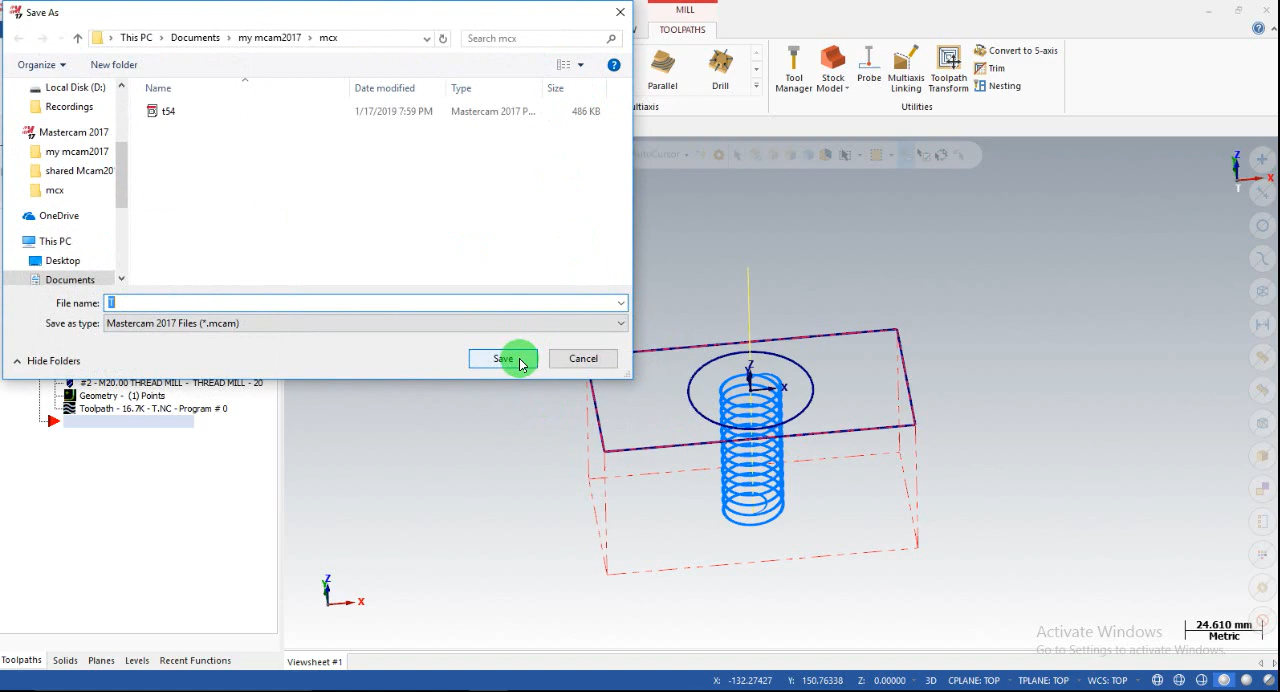 Save As
MILL
TOOLPATHS
This PC > Documents > my mcam2017 > mcx
Search mcx
Organize
New folder
Name
Date modified
Type
Size
t54
1/17/2019 7:59 PM
Mastercam 2017 P...
486 KB
Local Disk (D:)
Recordings
Mastercam 2017
my mcam2017
shared Mcam20
mcx
OneDrive
This PC
Desktop
Documents
File name: T
Save as type: Mastercam 2017 Files (*.mcam)
Hide Folders
Save
Cancel
Parallel
Drill
Tool Manager
Stock Model
Probe
Multiaxis Linking
Toolpath Transform
Convert to 5-axis
Trim
Nesting
Utilities
#2 - M20.00 THREAD MILL - THREAD MILL - 20
Geometry - (1) Points
Toolpath - 16.7K - T.NC - Program # 0
Z
X
T
Z
X
Z
X
24.610 mm
Metric
Activate Windows
Go to Settings to activate Windows.
Toolpaths
Solids
Planes
Levels
Recent Functions
Viewsheet #1
X: -132.27427
Y: 150.76338
Z: 0.00000
3D
CPLANE: TOP
TPLANE: TOP
WCS: TOP